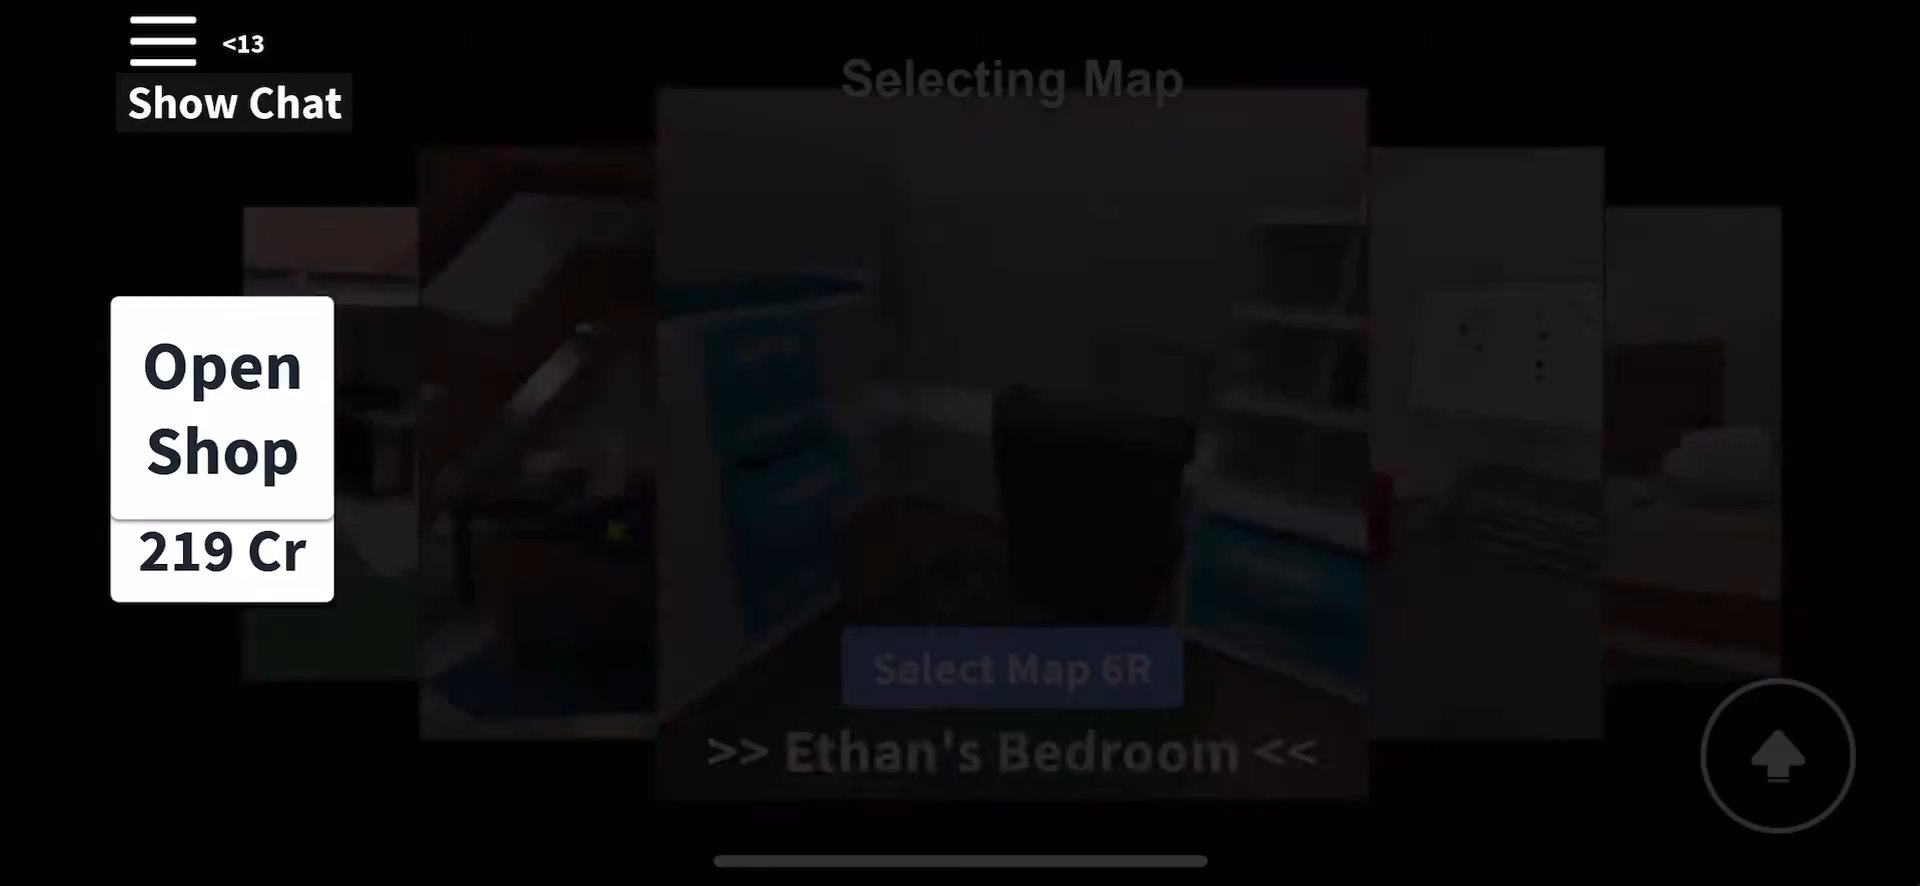 <13
Show Chat
Selecting Map
Open
Shop
219 Cr
Select Map 6R
>> Ethan's Bedroom <<